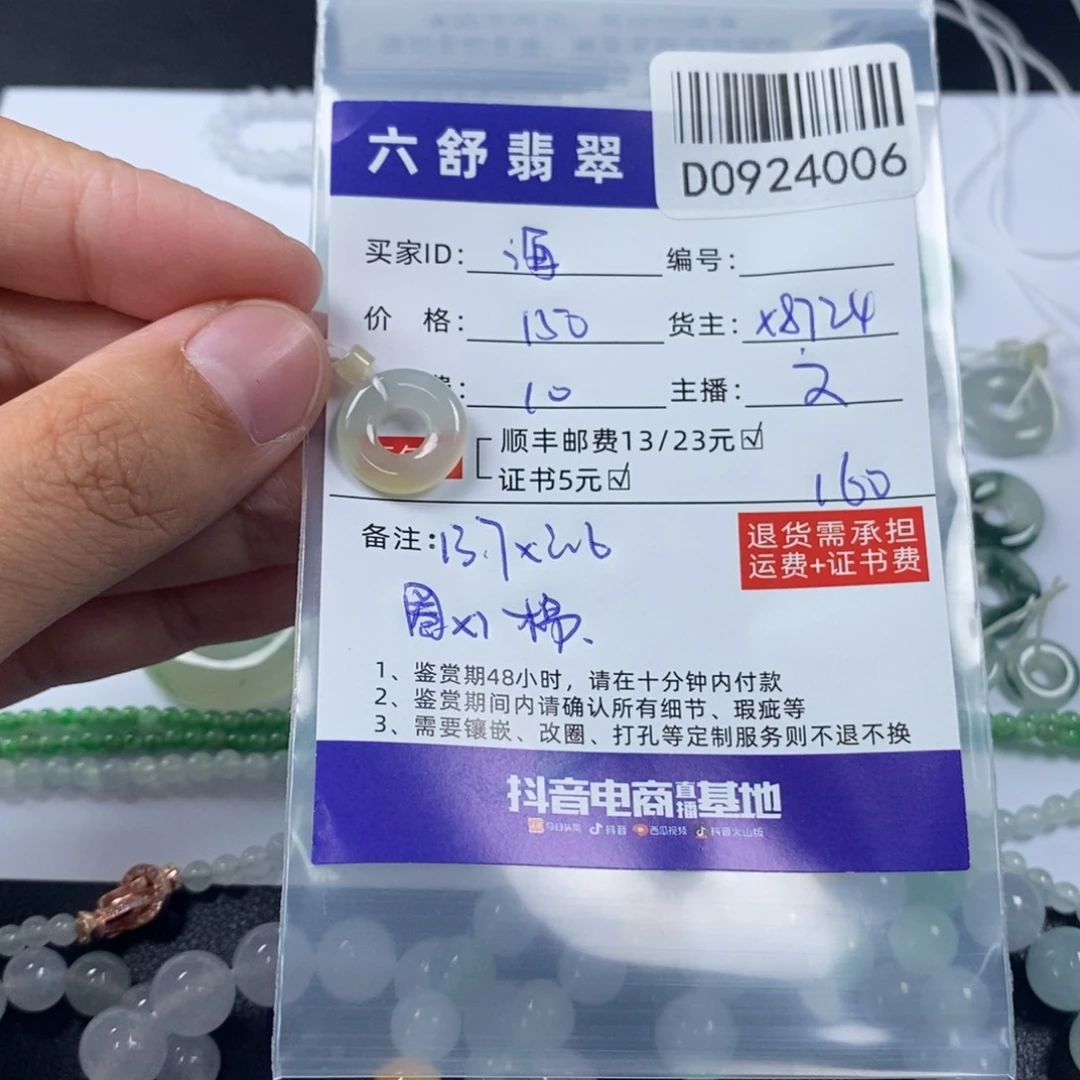 D0924006
六舒翡翠
买家ID: 海 编号:
价 格: 150 货主: x8724
: 10 主播: 2
顺丰邮费13/23元☑
证书5元☑
160
备注: 13.7×2.6
退货需承担
运费+证书费
圈×1 棉.
1、鉴赏期48小时,请在十分钟内付款
2、鉴赏期间内请确认所有细节、瑕疵等
3、需要镶嵌、改圈、打孔等定制服务则不退不换
抖音电商直播基地
今日头条 抖音 西瓜视频 抖音火山版